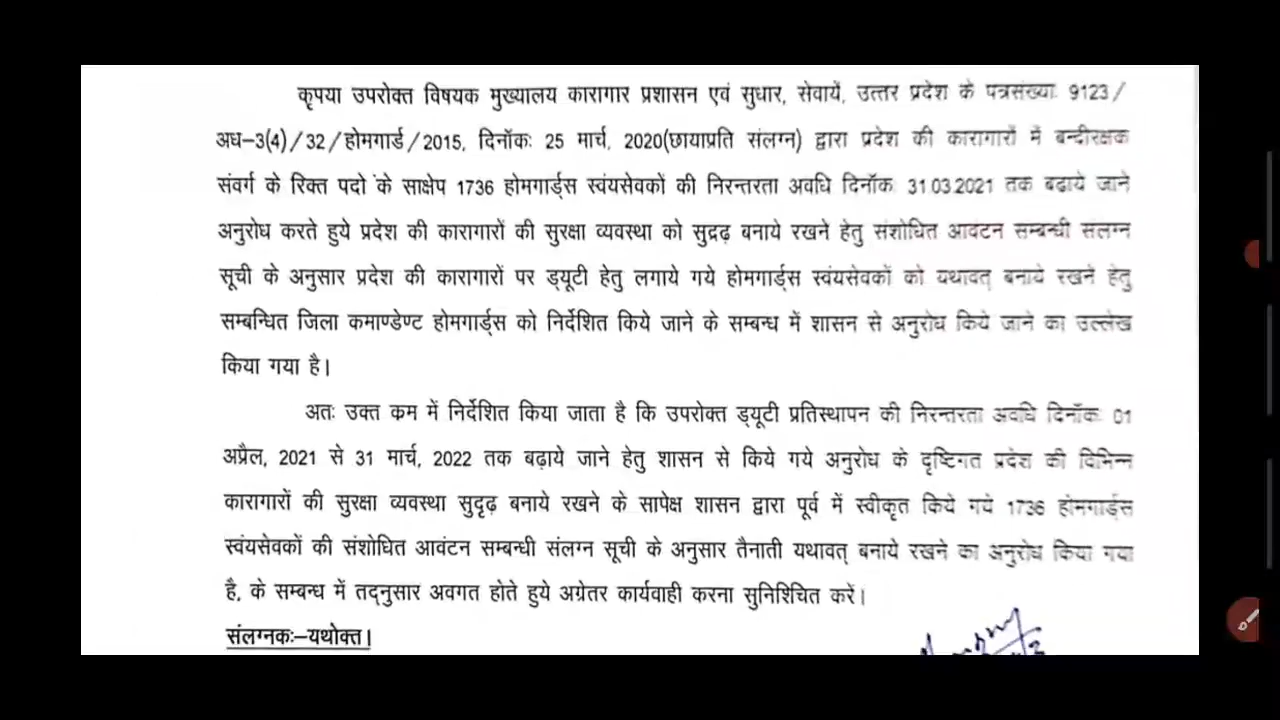 कृपया उपरोक्त विषयक मुख्यालय कारागार प्रशासन एवं सुधार, सेवायें, उत्तर प्रदेश के पत्रसंख्या 9123/
अध–3(4)/32/होमगार्ड/2015, दिनॉकः 25 मार्च, 2020(छायाप्रति संलग्न) द्वारा प्रदेश की कारागारों में बन्दीरक्षक
संवर्ग के रिक्त पदो के साक्षेप 1736 होमगार्ड्स स्वंयसेवकों की निरन्तरता अवधि दिनॉकः 31.03.2021 तक बढ़ाये जाने
अनुरोध करते हुये प्रदेश की कारागारों की सुरक्षा व्यवस्था को सुद्रढ़ बनाये रखने हेतु संशोधित आवंटन सम्बन्धी संलग्न
सूची के अनुसार प्रदेश की कारागारों पर ड्यूटी हेतु लगाये गये होमगार्ड्स स्वंयसेवकों को यथावत् बनाये रखने हेतु
सम्बन्धित जिला कमाण्डेण्ट होमगार्ड्स को निर्देशित किये जाने के सम्बन्ध में शासन से अनुरोध किये जाने का उल्लेख
किया गया है।
अतः उक्त कम में निर्देशित किया जाता है कि उपरोक्त ड्यूटी प्रतिस्थापन की निरन्तरता अवधि दिनॉकः 01
अप्रैल, 2021 से 31 मार्च, 2022 तक बढ़ाये जाने हेतु शासन से किये गये अनुरोध के दृष्टिगत प्रदेश की विभिन्न
कारागारों की सुरक्षा व्यवस्था सुदृढ़ बनाये रखने के सापेक्ष शासन द्वारा पूर्व में स्वीकृत किये गये 1736 होमगार्ड्स
स्वंयसेवकों की संशोधित आवंटन सम्बन्धी संलग्न सूची के अनुसार तैनाती यथावत् बनाये रखने का अनुरोध किया गया
है, के सम्बन्ध में तद्नुसार अवगत होते हुये अग्रेतर कार्यवाही करना सुनिश्चित करें।
संलग्नकः–यथोक्त।